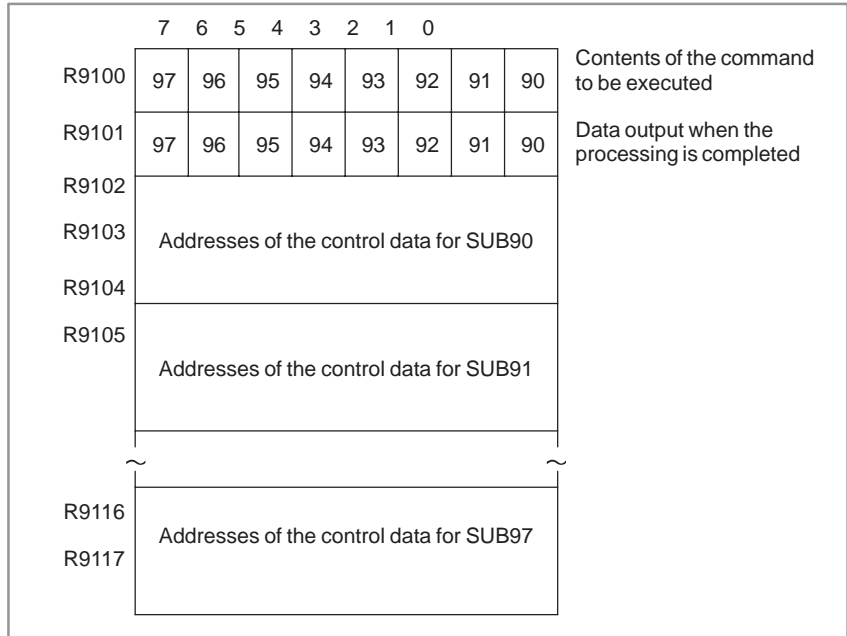 7 6 5 4 3 2 1 0
R9100 97 96 95 94 93 92 91 90 Contents of the command
to be executed
R9101 97 96 95 94 93 92 91 90 Data output when the
processing is completed
R9102
R9103 Addresses of the control data for SUB90
R9104
R9105
Addresses of the control data for SUB91
~ ~
R9116
Addresses of the control data for SUB97
R9117